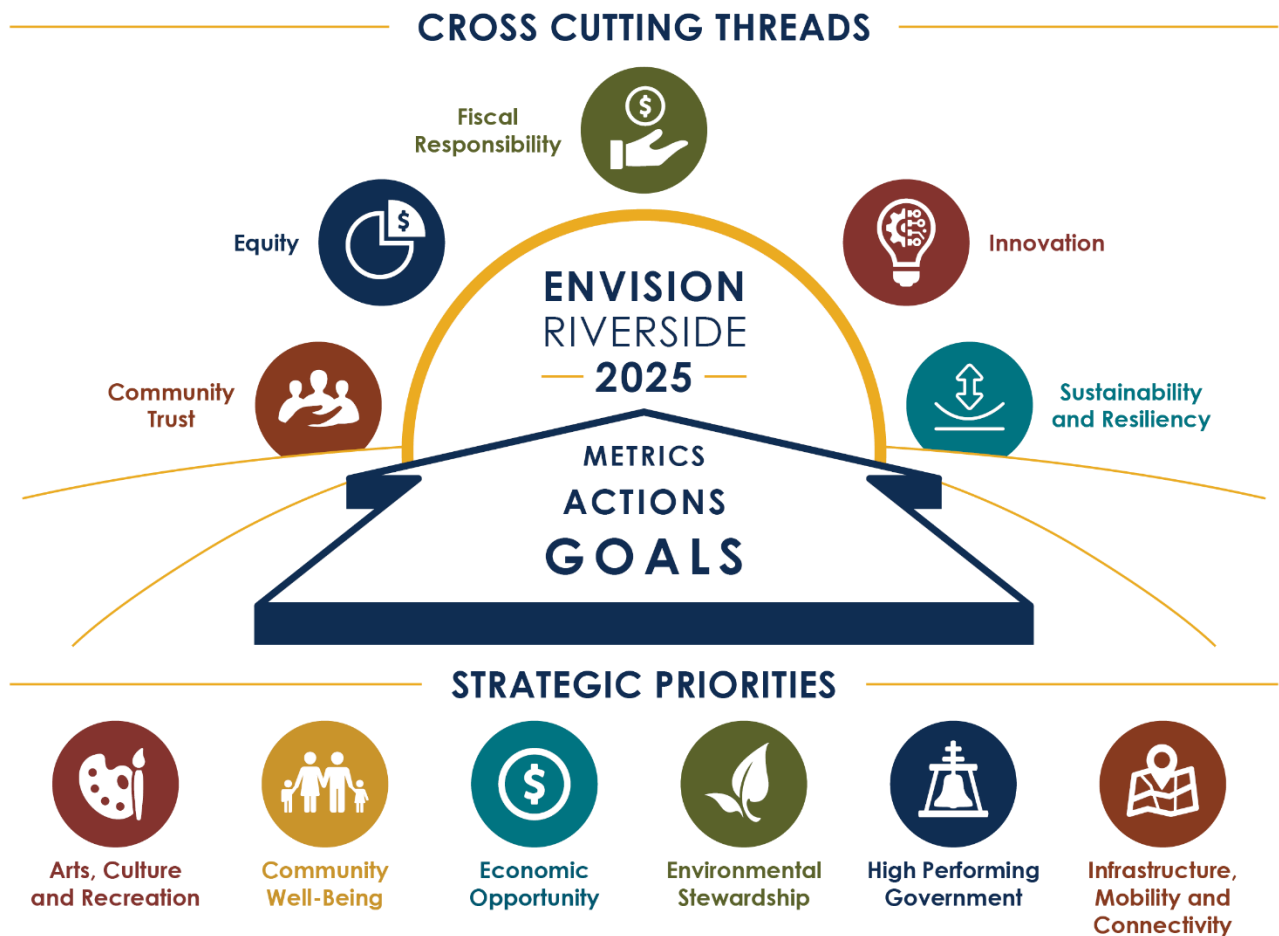 CROSS CUTTING THREADS
Fiscal
Responsibility
$
Equity
$
Innovation
Community
Trust
Sustainability
and Resiliency
ENVISION
RIVERSIDE
2025
METRICS
ACTIONS
GOALS
STRATEGIC PRIORITIES
$
Arts, Culture
and Recreation
Community
Well-Being
Economic
Opportunity
Environmental
Stewardship
High Performing
Government
Infrastructure,
Mobility and
Connectivity